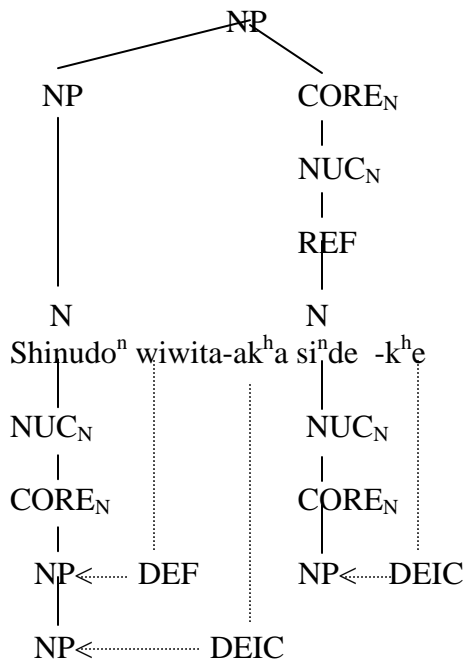 NP
NP CORE_N
NUC_N
REF
N N
Shinudoⁿ wiwita-akʰa siⁿde -kʰe
NUC_N NUC_N
CORE_N CORE_N
NP DEF NP DEIC
NP DEIC